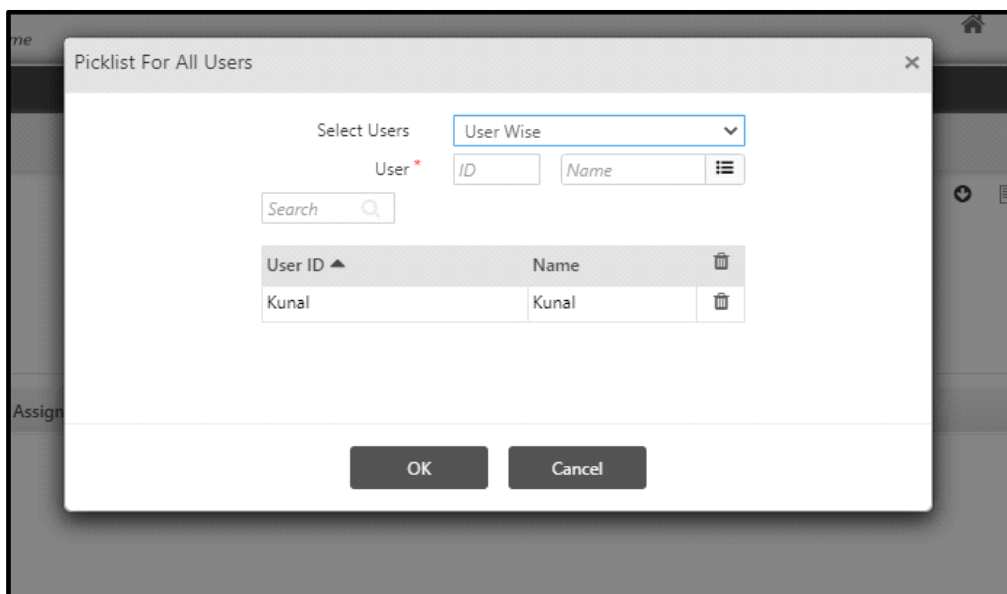 me
Picklist For All Users ×
Select Users User Wise
User * ID Name
Search
User ID Name
Kunal Kunal
Assign
OK Cancel